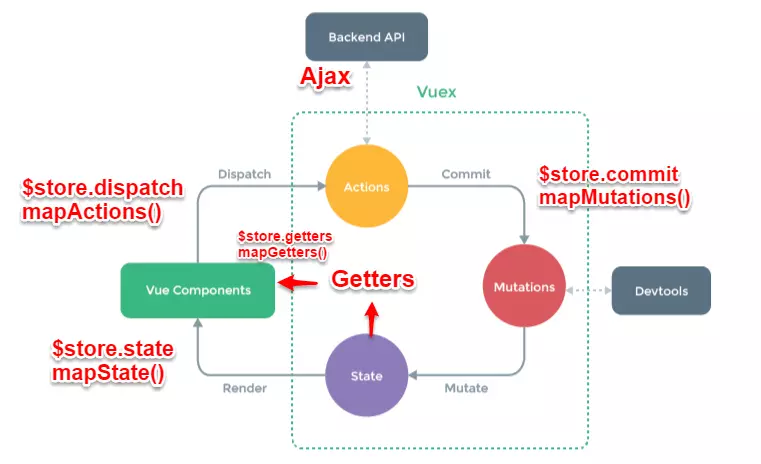 Backend API
Ajax
Vuex
Dispatch
Commit
Actions
$store.dispatch
mapActions()
$store.commit
mapMutations()
$store.getters
mapGetters()
Getters
Vue Components
Mutations
Devtools
$store.state
mapState()
State
Render
Mutate